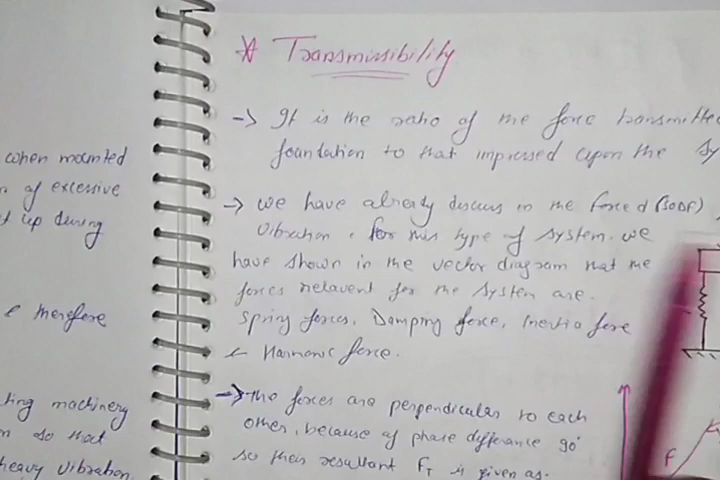 when mounted
of excessive
up during
& therefore
ting machinery
so that
heavy vibration.
* Transmissibility
-> It is the ratio of the force transmitted
foundation to that impressed upon the sy
-> we have already discuss in the forced (SODF)
Vibration. for this type of system. we
have shown in the vector diagram that the
forces relavent for the system are.
Spring forces, Damping force, Inertia force
& Harmonic force.
-> The forces are perpendicular to each
other, because of phase difference 90°
so their resultant FT is given as.
F